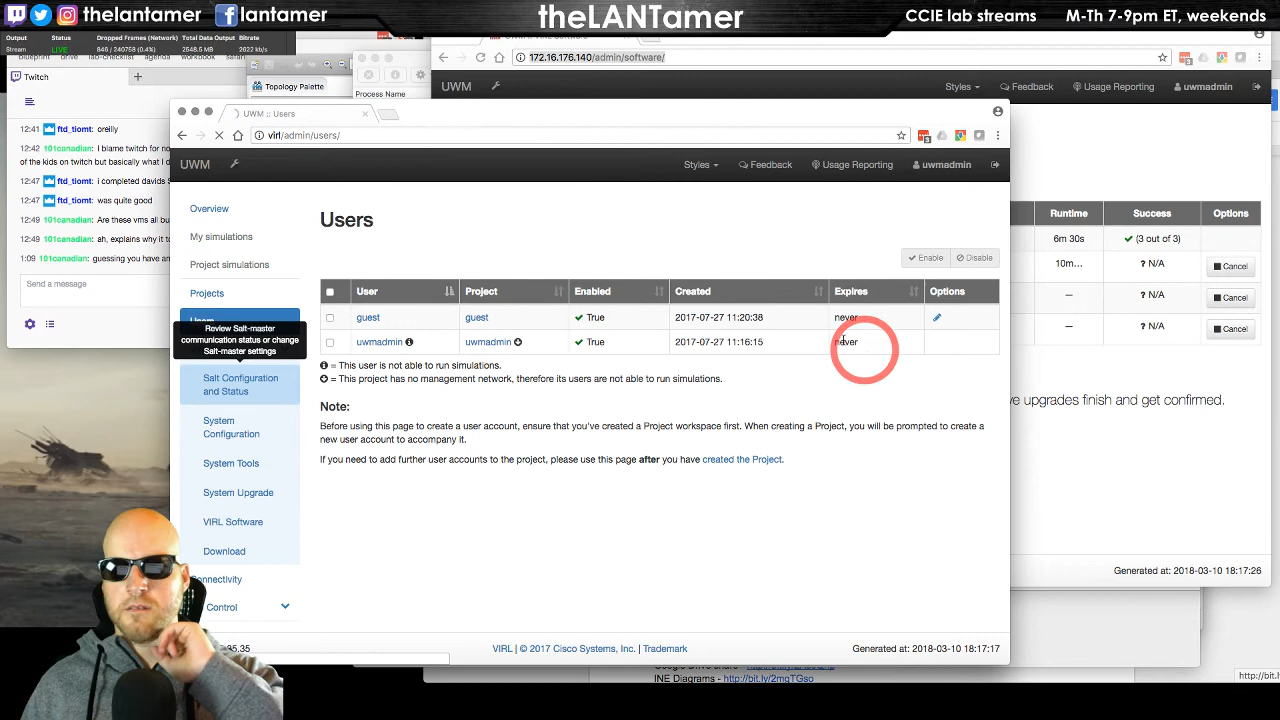 thelantamer lantamer
theLANTamer
CCIE lab streams M-Th 7-9pm ET, weekends
Output Status Dropped Frames (Network) Total Data Output Bitrate
Stream LIVE 846 / 240758 (0.4%) 2548.5 MB 2622 kb/s
Twitch
12:41 ftd_tiomt: oreilly
12:42 101canadian: I blame twitch for no
of the kids on twitch but basically what I d
12:47 ftd_tiomt: i completed davids S
12:47 ftd_tiomt: was quite good
12:49 101canadian: Are these vms all bu
12:49 101canadian: ah, explains why it to
1:09 101canadian: guessing you have an
Send a message
Topology Palette
Process Name
172.16.176.140/admin/software/
UWM Styles Feedback Usage Reporting uwmadmin
Runtime Success Options
6m 30s (3 out of 3)
10m... ? N/A Cancel
— ? N/A Cancel
— ? N/A Cancel
ve upgrades finish and get confirmed.
Generated at: 2018-03-10 18:17:26
UWM :: Users
virl/admin/users/
UWM Styles Feedback Usage Reporting uwmadmin
Overview
My simulations
Project simulations
Projects
Users
Review Salt-master
communication status or change
Salt-master settings
Salt Configuration
and Status
System
Configuration
System Tools
System Upgrade
VIRL Software
Download
Connectivity
Control
Users
Enable Disable
User Project Enabled Created Expires Options
guest guest True 2017-07-27 11:20:38 never
uwmadmin uwmadmin True 2017-07-27 11:16:15 never
= This user is not able to run simulations.
= This project has no management network, therefore its users are not able to run simulations.
Note:
Before using this page to create a user account, ensure that you've created a Project workspace first. When creating a Project, you will be prompted to create a
new user account to accompany it.
If you need to add further user accounts to the project, please use this page after you have created the Project.
35.35
VIRL | © 2017 Cisco Systems, Inc. | Trademark
Generated at: 2018-03-10 18:17:17
INE Diagrams - http://bit.ly/2mgTGso
http://bit.l